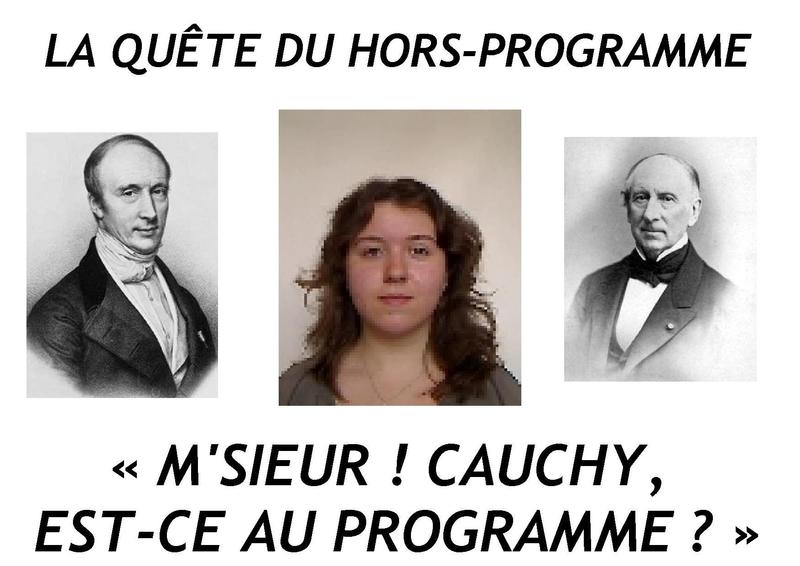 LA QUÊTE DU HORS-PROGRAMME
« M'SIEUR ! CAUCHY,
EST-CE AU PROGRAMME ? »